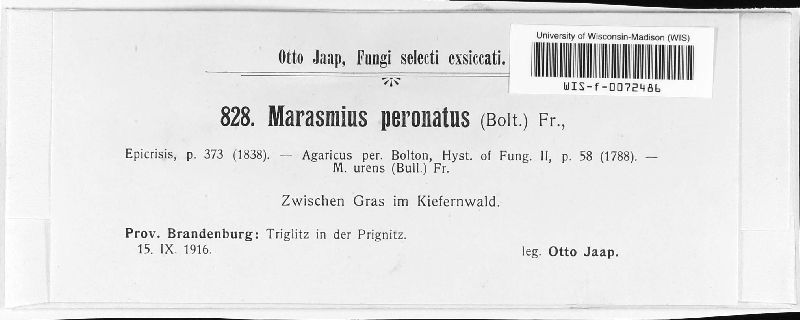 University of Wisconsin-Madison (WIS)
WIS-f-0072486
Otto Jaap, Fungi selecti exsiccati.
828. Marasmius peronatus (Bolt.) Fr.,
Epicrisis, p. 373 (1838). — Agaricus per. Bolton, Hyst. of Fung. II, p. 58 (1788). —
M. urens (Bull.) Fr.
Zwischen Gras im Kiefernwald.
Prov. Brandenburg: Triglitz in der Prignitz.
15. IX. 1916. leg. Otto Jaap.